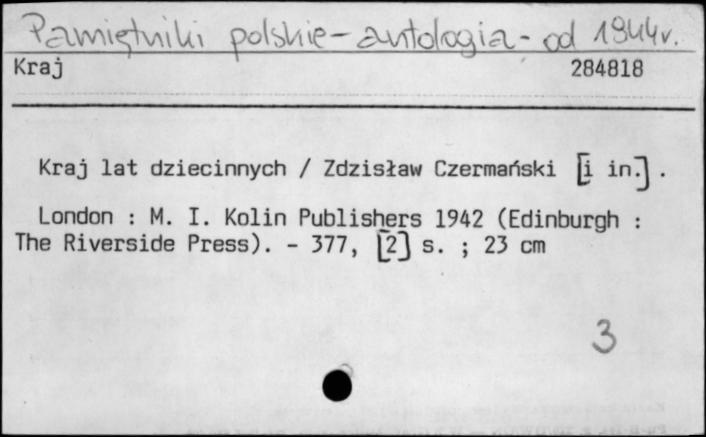 Pamiętniki polskie - antologia - od 1944r.
Kraj 284818
Kraj lat dziecinnych / Zdzisław Czermański [i in.] .
London : M. I. Kolin Publishers 1942 (Edinburgh :
The Riverside Press). - 377, [2] s. ; 23 cm
3